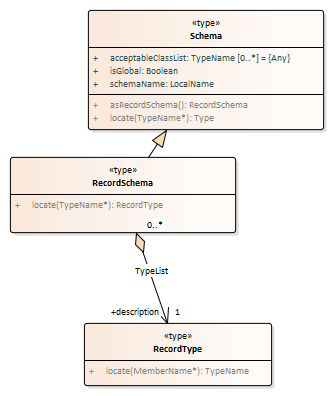 «type»
Schema
+ acceptableClassList: TypeName [0..*] = {Any}
+ isGlobal: Boolean
+ schemaName: LocalName
+ asRecordSchema(): RecordSchema
+ locate(TypeName*): Type
«type»
RecordSchema
+ locate(TypeName*): RecordType
0..*
TypeList
+description 1
«type»
RecordType
+ locate(MemberName*): TypeName